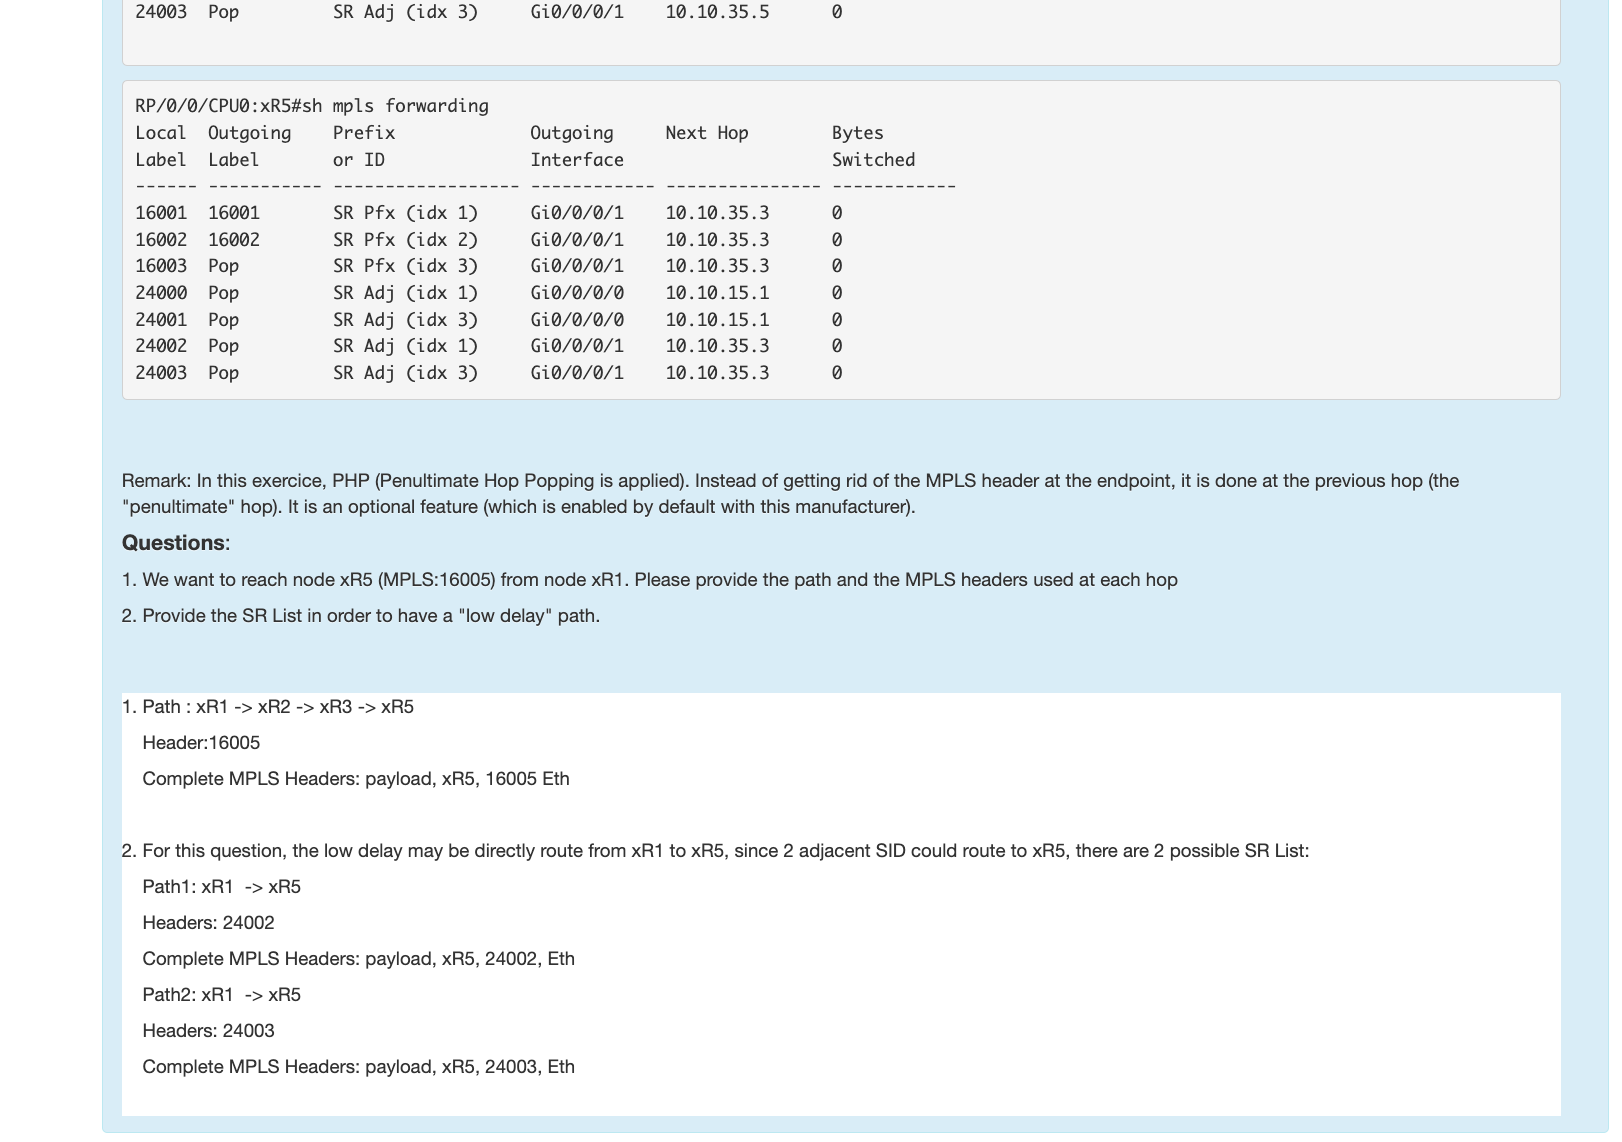 24003  Pop         SR Adj (idx 3)     Gi0/0/0/1    10.10.35.5      0
RP/0/0/CPU0:xR5#sh mpls forwarding
Local  Outgoing    Prefix             Outgoing     Next Hop        Bytes
Label  Label       or ID              Interface                    Switched
------ ----------- ------------------ ------------ --------------- ------------
16001  16001       SR Pfx (idx 1)     Gi0/0/0/1    10.10.35.3      0
16002  16002       SR Pfx (idx 2)     Gi0/0/0/1    10.10.35.3      0
16003  Pop         SR Pfx (idx 3)     Gi0/0/0/1    10.10.35.3      0
24000  Pop         SR Adj (idx 1)     Gi0/0/0/0    10.10.15.1      0
24001  Pop         SR Adj (idx 3)     Gi0/0/0/0    10.10.15.1      0
24002  Pop         SR Adj (idx 1)     Gi0/0/0/1    10.10.35.3      0
24003  Pop         SR Adj (idx 3)     Gi0/0/0/1    10.10.35.3      0
Remark: In this exercice, PHP (Penultimate Hop Popping is applied). Instead of getting rid of the MPLS header at the endpoint, it is done at the previous hop (the
"penultimate" hop). It is an optional feature (which is enabled by default with this manufacturer).
Questions:
1. We want to reach node xR5 (MPLS:16005) from node xR1. Please provide the path and the MPLS headers used at each hop
2. Provide the SR List in order to have a "low delay" path.
1. Path : xR1 -> xR2 -> xR3 -> xR5
Header:16005
Complete MPLS Headers: payload, xR5, 16005 Eth
2. For this question, the low delay may be directly route from xR1 to xR5, since 2 adjacent SID could route to xR5, there are 2 possible SR List:
Path1: xR1  -> xR5
Headers: 24002
Complete MPLS Headers: payload, xR5, 24002, Eth
Path2: xR1  -> xR5
Headers: 24003
Complete MPLS Headers: payload, xR5, 24003, Eth